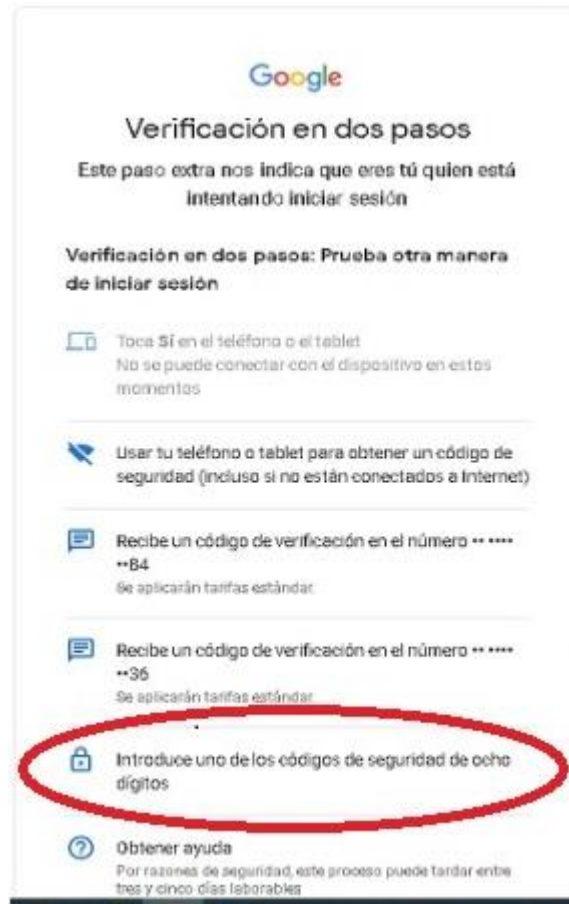 Google
Verificación en dos pasos
Este paso extra nos indica que eres tú quien está
intentando iniciar sesión
Verificación en dos pasos: Prueba otra manera
de iniciar sesión
Toca Sí en el teléfono o el tablet
No se puede conectar con el dispositivo en estos
momentos
Usar tu teléfono o tablet para obtener un código de
seguridad (incluso si no están conectados a Internet)
Recibe un código de verificación en el número •• ••••
••84
Se aplicarán tarifas estándar.
Recibe un código de verificación en el número •• ••••
••36
Se aplicarán tarifas estándar.
Introduce uno de los códigos de seguridad de ocho
dígitos
Obtener ayuda
Por razones de seguridad, este proceso puede tardar entre
tres y cinco días laborables